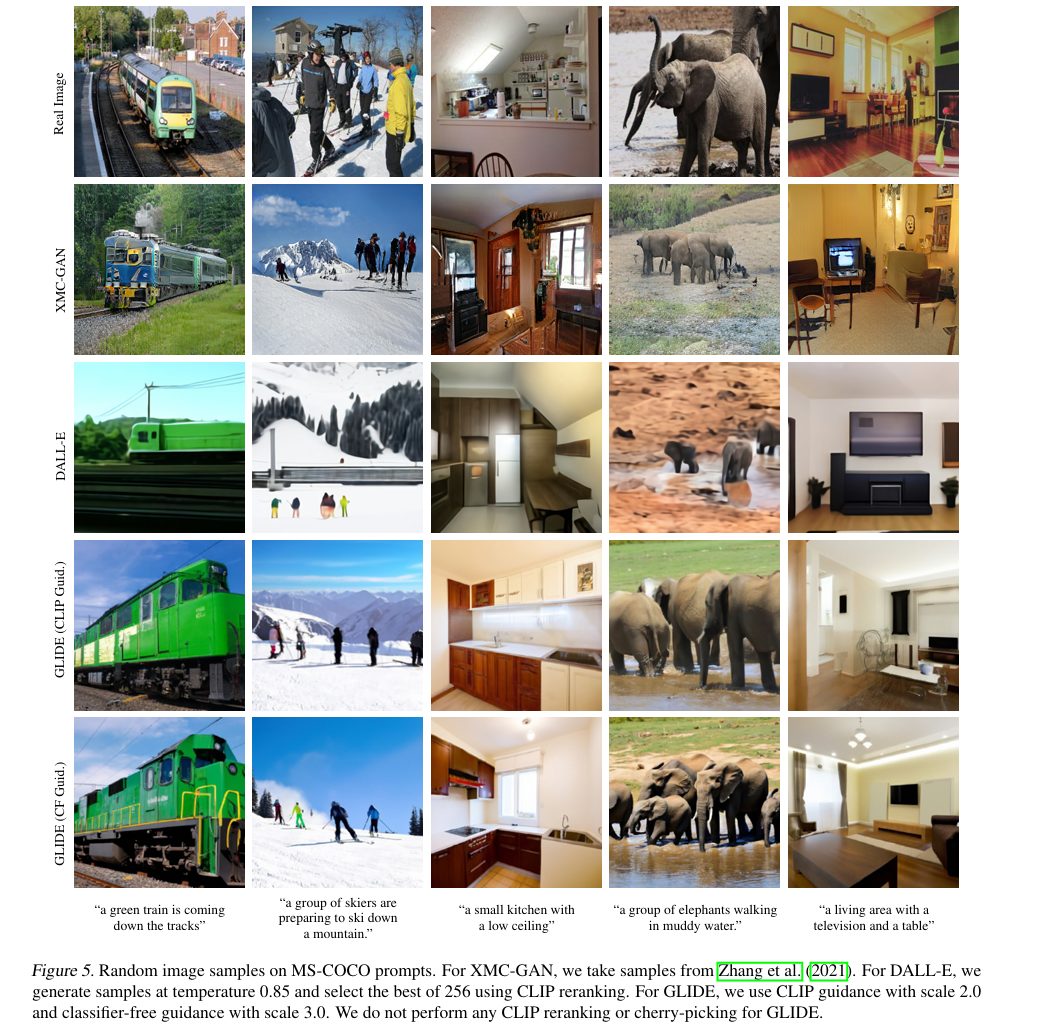 Real Image
XMC-GAN
DALL-E
GLIDE (CLIP Guid.)
GLIDE (CF Guid.)
“a green train is coming
down the tracks”
“a group of skiers are
preparing to ski down
a mountain.”
“a small kitchen with
a low ceiling”
“a group of elephants walking
in muddy water.”
“a living area with a
television and a table”
Figure 5. Random image samples on MS-COCO prompts. For XMC-GAN, we take samples from Zhang et al. (2021). For DALL-E, we
generate samples at temperature 0.85 and select the best of 256 using CLIP reranking. For GLIDE, we use CLIP guidance with scale 2.0
and classifier-free guidance with scale 3.0. We do not perform any CLIP reranking or cherry-picking for GLIDE.